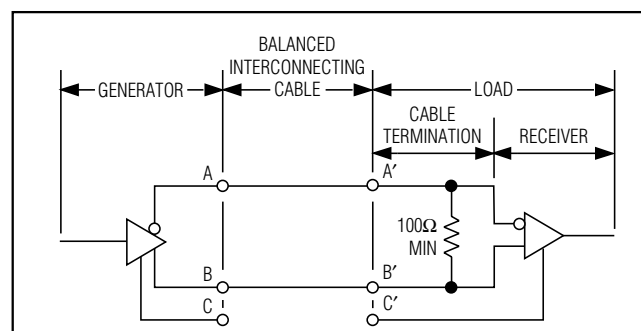 BALANCED
INTERCONNECTING
CABLE
GENERATOR
LOAD
CABLE
TERMINATION
RECEIVER
A
A′
100Ω
MIN
B
B′
C
C′